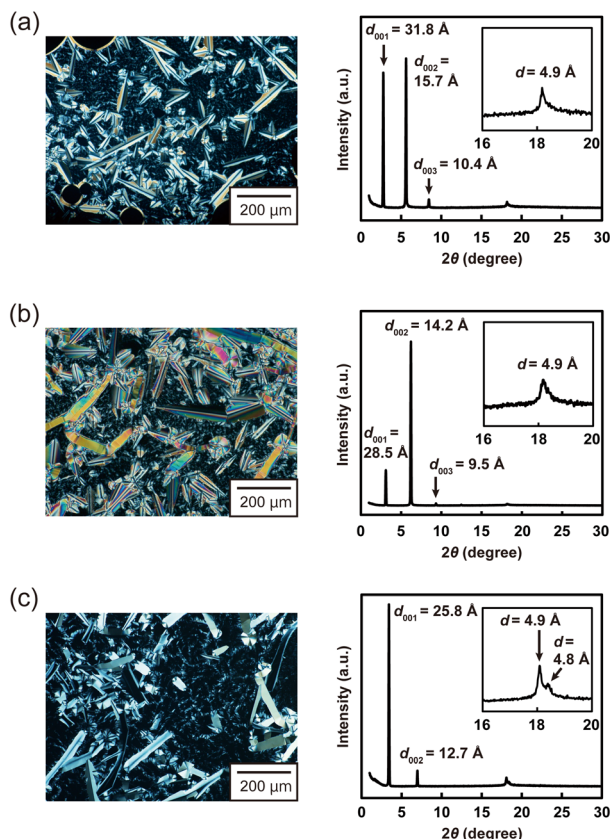 (a)
200 µm
Intensity (a.u.)
d001 = 31.8 Å
d002 =
15.7 Å
d003 = 10.4 Å
d = 4.9 Å
16 18 20
0 5 10 15 20 25 30
2θ (degree)
(b)
200 µm
Intensity (a.u.)
d002 = 14.2 Å
d001 =
28.5 Å
d003 = 9.5 Å
d = 4.9 Å
16 18 20
0 5 10 15 20 25 30
2θ (degree)
(c)
200 µm
Intensity (a.u.)
d001 = 25.8 Å
d002 = 12.7 Å
d = 4.9 Å
d =
4.8 Å
16 18 20
0 5 10 15 20 25 30
2θ (degree)